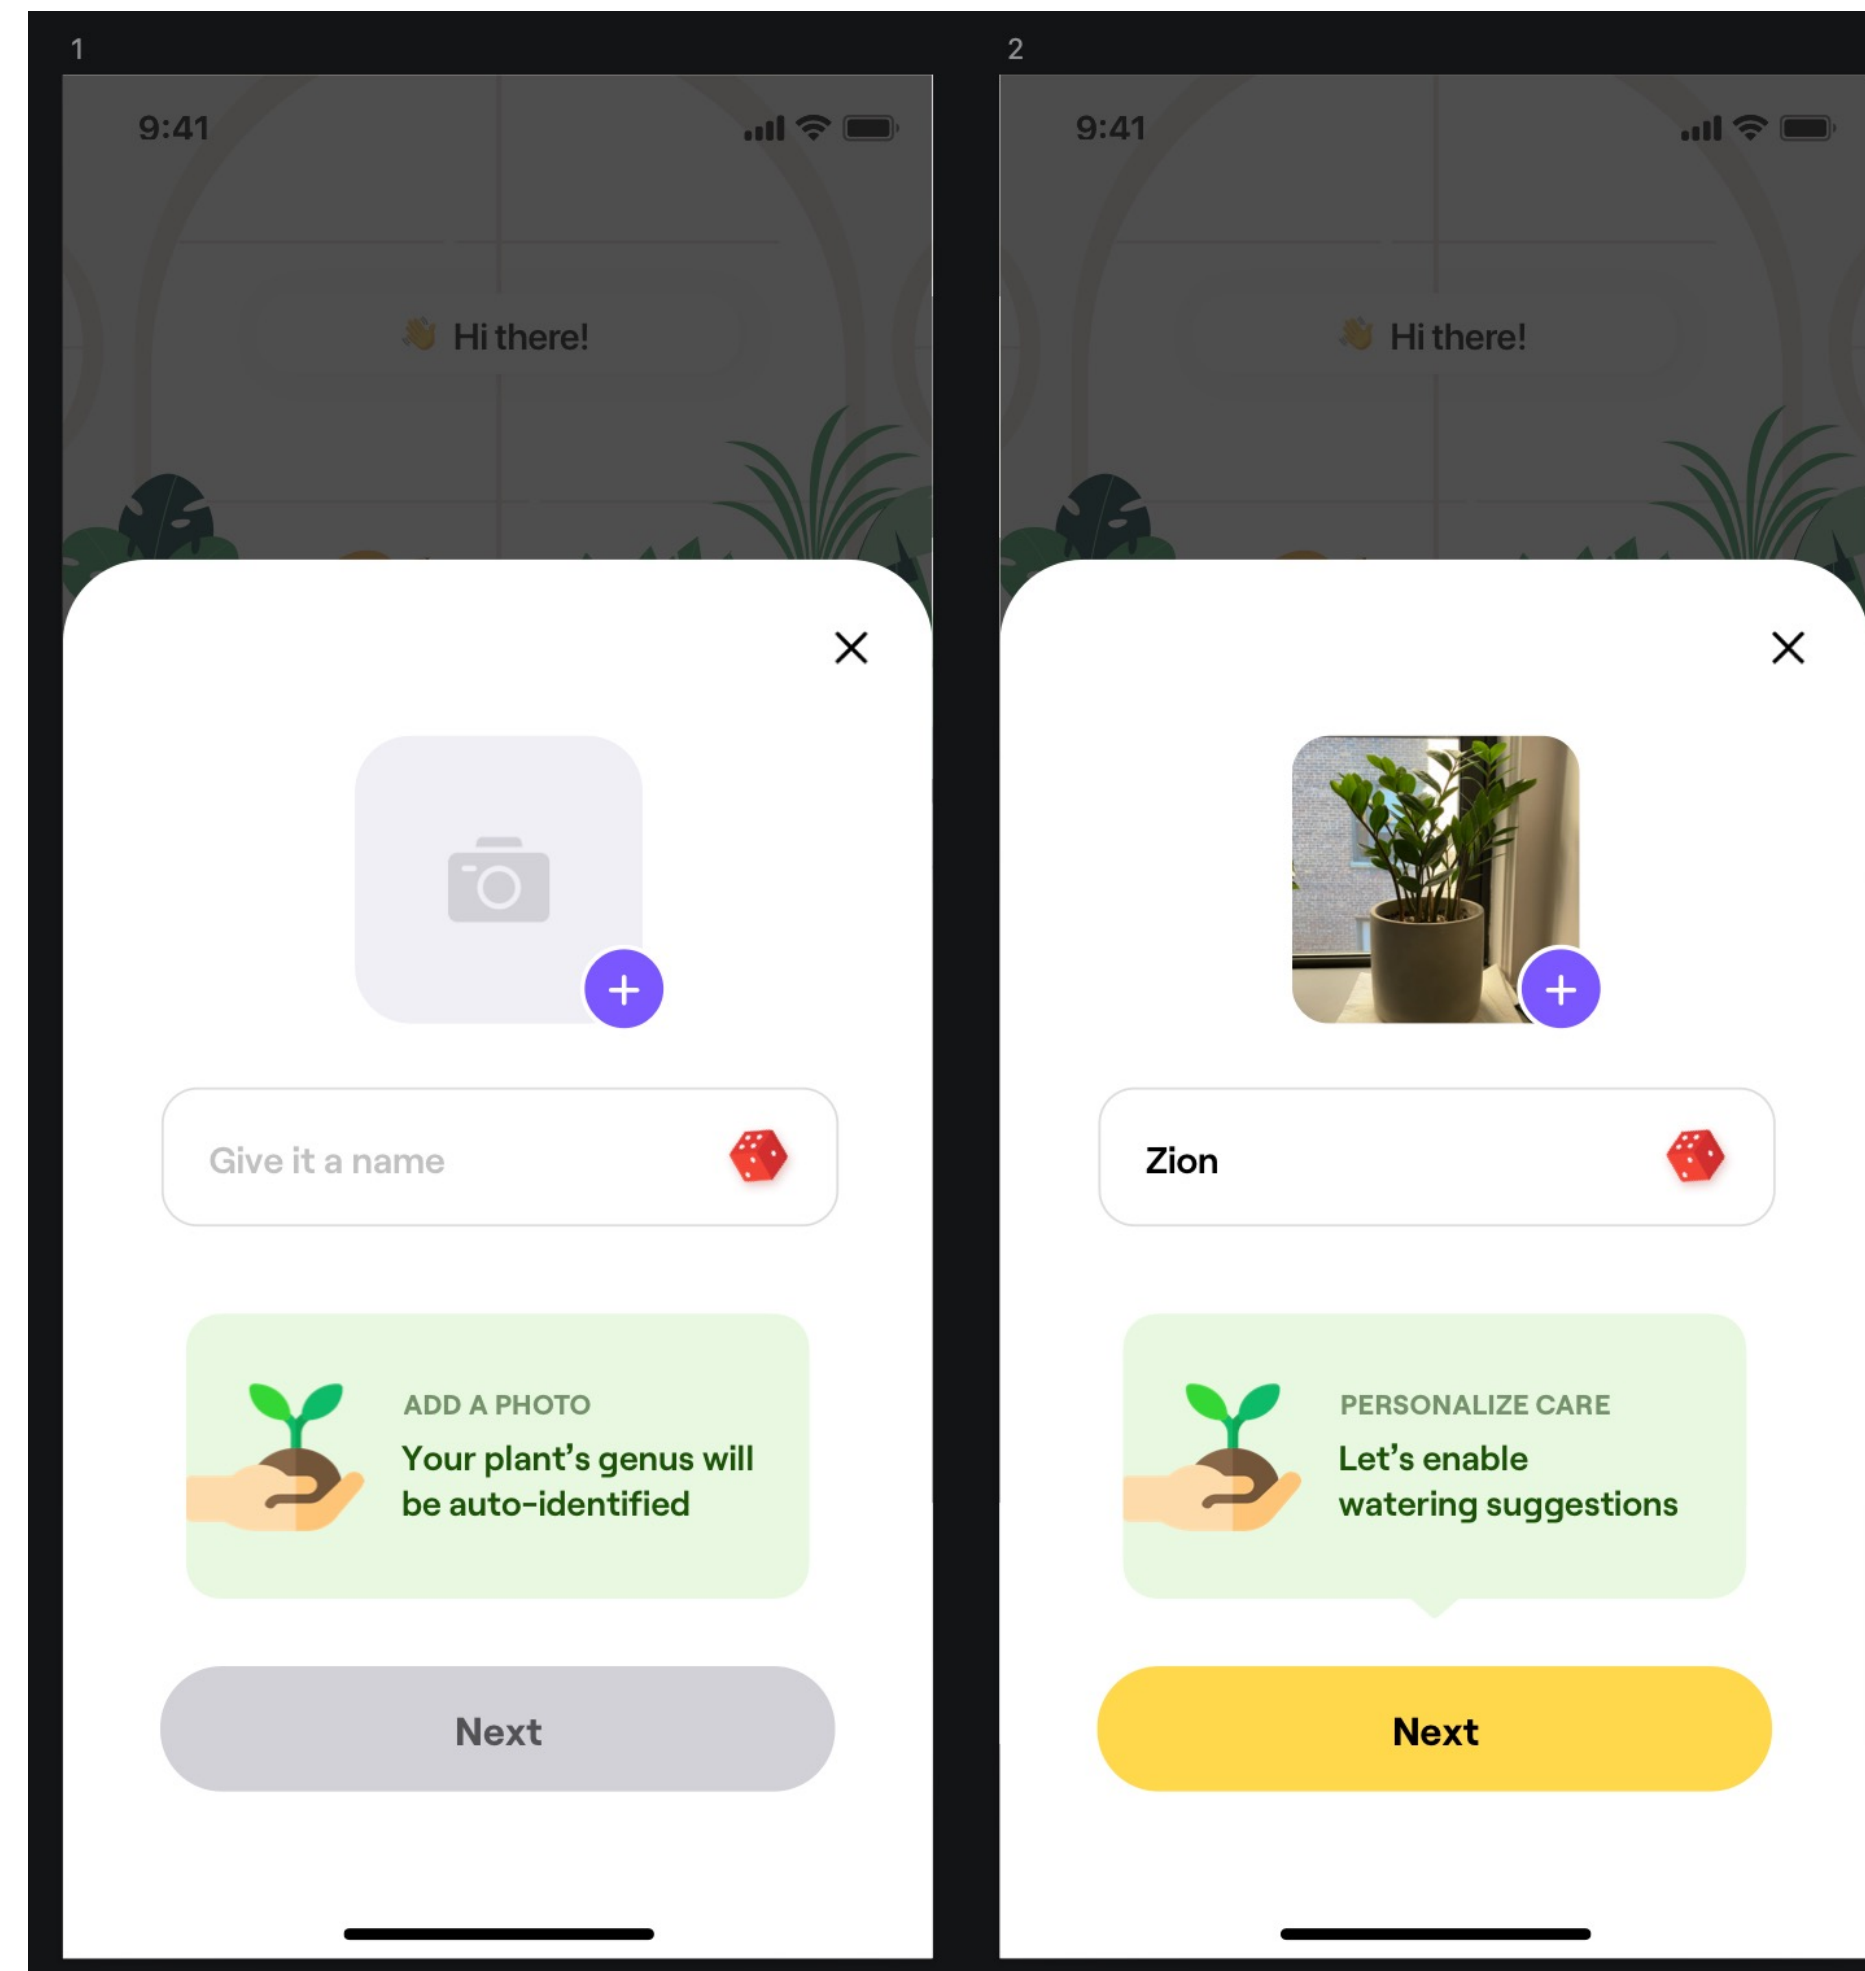 1
9:41
👋 Hi there!
Give it a name
ADD A PHOTO
Your plant’s genus will
be auto-identified
Next
2
9:41
👋 Hi there!
Zion
PERSONALIZE CARE
Let’s enable
watering suggestions
Next